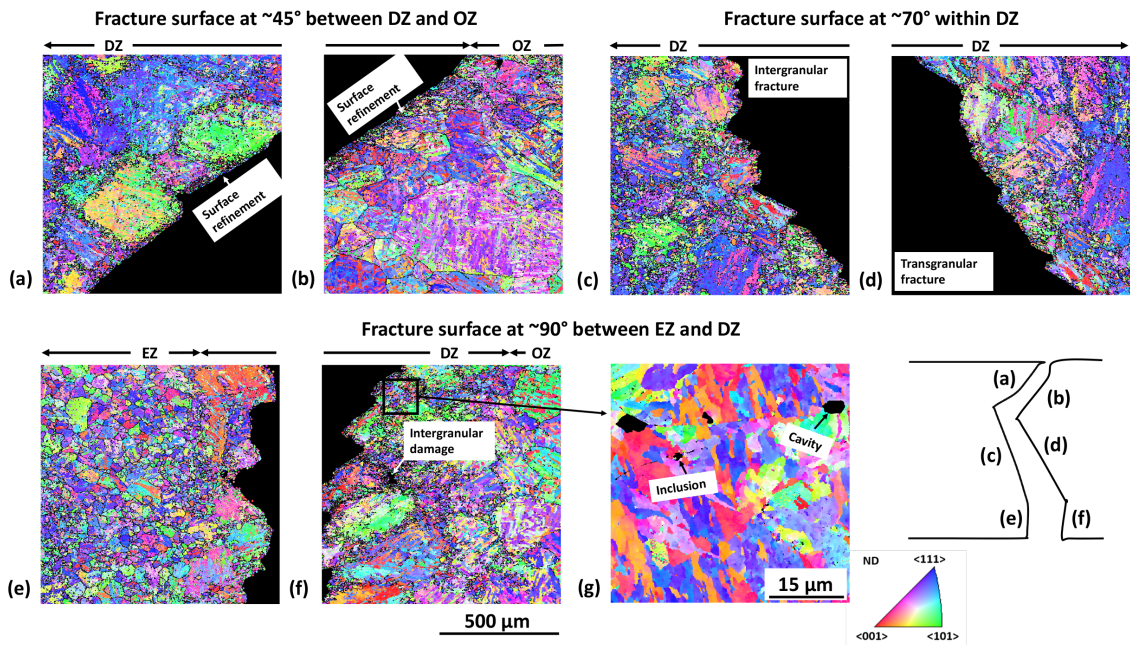 Fracture surface at ~45° between DZ and OZ
Fracture surface at ~70° within DZ
DZ
OZ
DZ
DZ
Surface
refinement
Surface
refinement
Intergranular
fracture
Transgranular
fracture
(a)
(b)
(c)
(d)
Fracture surface at ~90° between EZ and DZ
EZ
DZ
OZ
Intergranular
damage
Cavity
Inclusion
15 µm
(e)
(f)
(g)
500 µm
(a)
(b)
(c)
(d)
(e)
(f)
ND
<111>
<001>
<101>